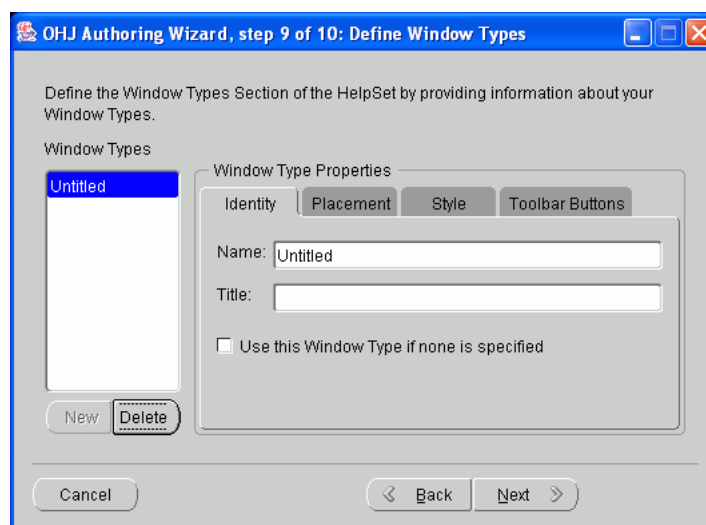 OHJ Authoring Wizard, step 9 of 10: Define Window Types
Define the Window Types Section of the HelpSet by providing information about your
Window Types.
Window Types
Untitled
New
Delete
Window Type Properties
Identity
Placement
Style
Toolbar Buttons
Name:
Untitled
Title:
Use this Window Type if none is specified
Cancel
Back
Next